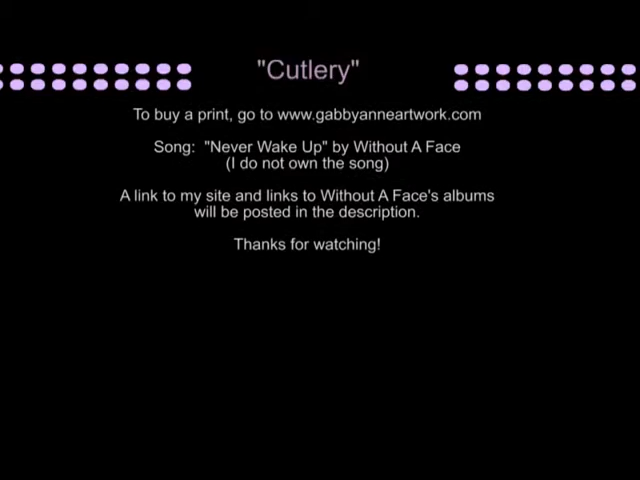 "Cutlery"
To buy a print, go to www.gabbyanneartwork.com
Song:  "Never Wake Up" by Without A Face
(I do not own the song)
A link to my site and links to Without A Face's albums
will be posted in the description.
Thanks for watching!